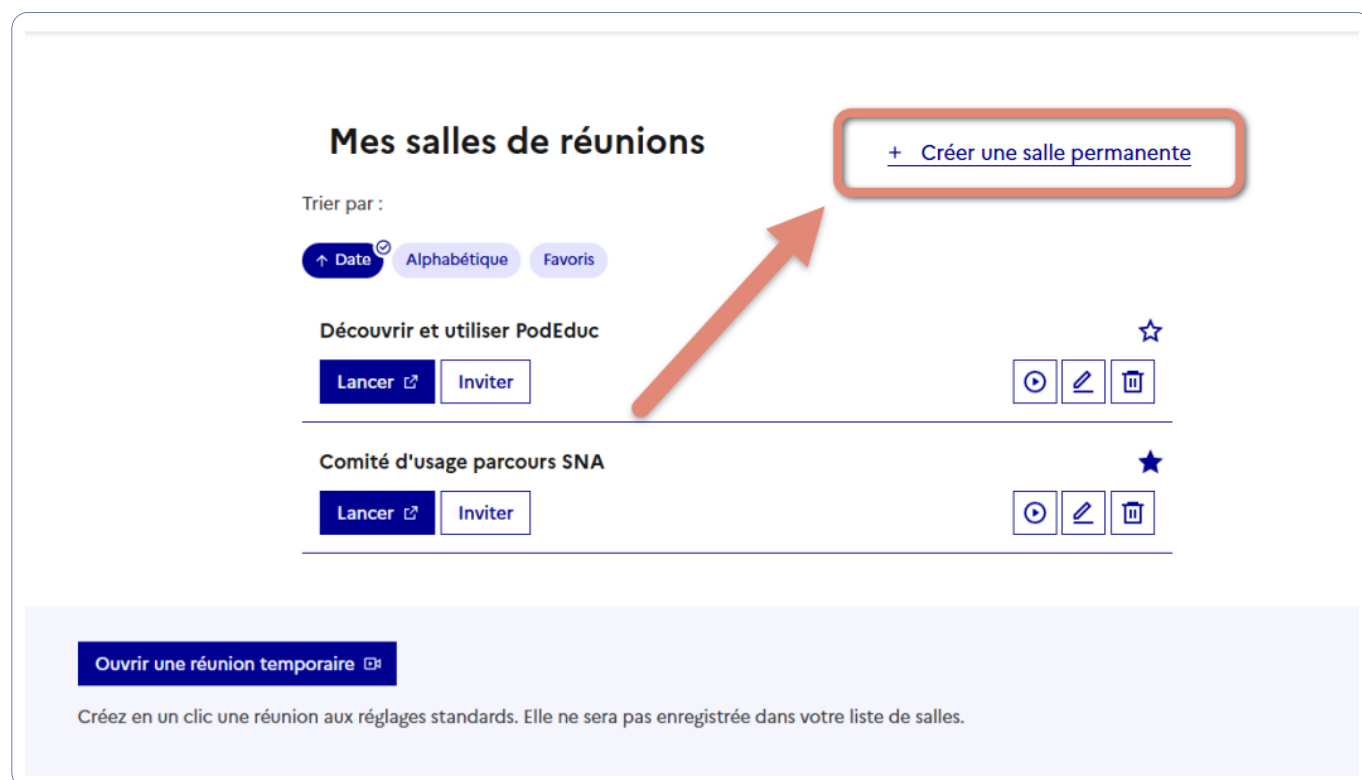 Mes salles de réunions
+ Créer une salle permanente
Trier par :
↑ Date
Alphabétique
Favoris
Découvrir et utiliser PodEduc
Lancer
Inviter
Comité d'usage parcours SNA
Lancer
Inviter
Ouvrir une réunion temporaire
Créez en un clic une réunion aux réglages standards. Elle ne sera pas enregistrée dans votre liste de salles.